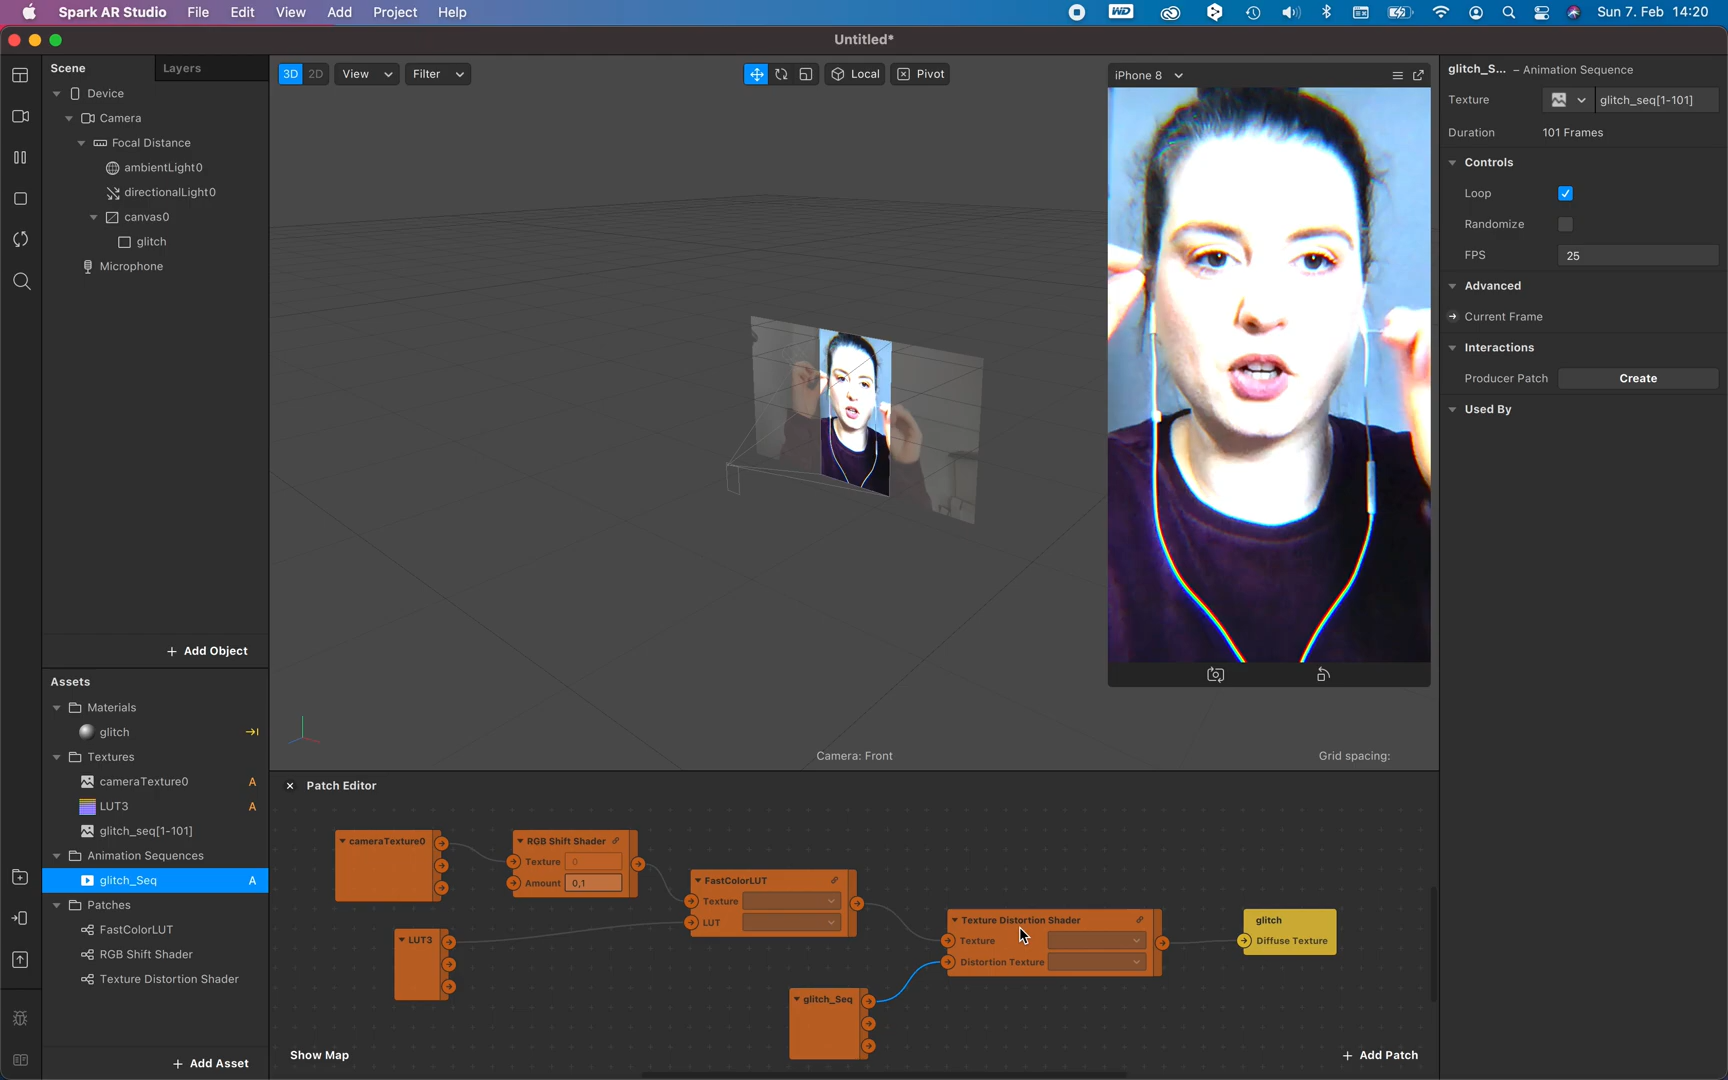 Spark AR Studio File Edit View Add Project Help
WD
Sun 7. Feb 14:20
Untitled*
Scene
Layers
Device
Camera
Focal Distance
ambientLight0
directionalLight0
canvas0
glitch
Microphone
+ Add Object
3D 2D View Filter
Local Pivot
iPhone 8
Camera: Front
Grid spacing:
glitch_S... – Animation Sequence
Texture glitch_seq[1-101]
Duration 101 Frames
Controls
Loop
Randomize
FPS 25
Advanced
Current Frame
Interactions
Producer Patch Create
Used By
Assets
Materials
glitch
Textures
cameraTexture0 A
LUT3 A
glitch_seq[1-101]
Animation Sequences
glitch_Seq A
Patches
FastColorLUT
RGB Shift Shader
Texture Distortion Shader
+ Add Asset
Patch Editor
cameraTexture0
RGB Shift Shader
Texture 0
Amount 0,1
FastColorLUT
Texture
LUT
LUT3
Texture Distortion Shader
Texture
Distortion Texture
glitch
Diffuse Texture
glitch_Seq
Show Map
+ Add Patch